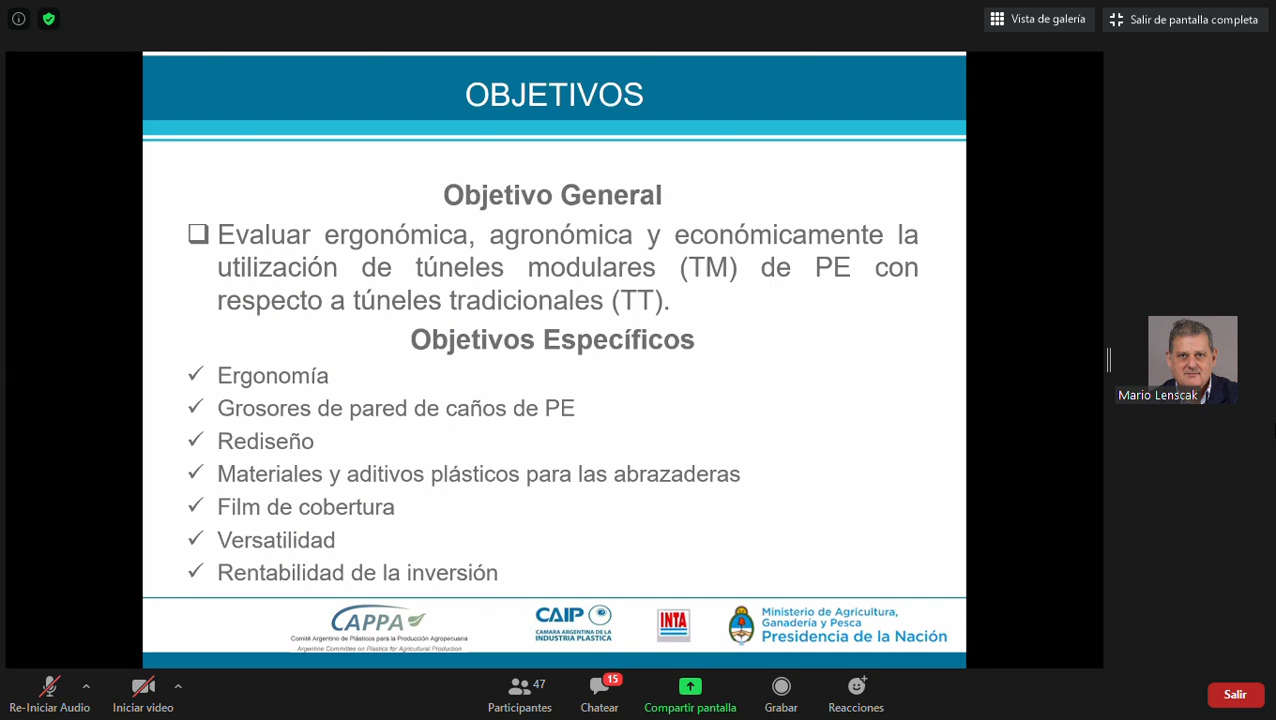 Vista de galería
Salir de pantalla completa
OBJETIVOS
Objetivo General
Evaluar ergonómica, agronómica y económicamente la
utilización de túneles modulares (TM) de PE con
respecto a túneles tradicionales (TT).
Objetivos Específicos
Ergonomía
Grosores de pared de caños de PE
Rediseño
Materiales y aditivos plásticos para las abrazaderas
Film de cobertura
Versatilidad
Rentabilidad de la inversión
Mario Lenscak
CAPPA
Comité Argentino de Plásticos para la Producción Agropecuaria
Argentine Committee on Plastics for Agricultural Production
CAIP
CAMARA ARGENTINA DE LA
INDUSTRIA PLASTICA
INTA
Ministerio de Agricultura,
Ganadería y Pesca
Presidencia de la Nación
Re-Iniciar Audio
Iniciar video
47
Participantes
15
Chatear
Compartir pantalla
Grabar
Reacciones
Salir